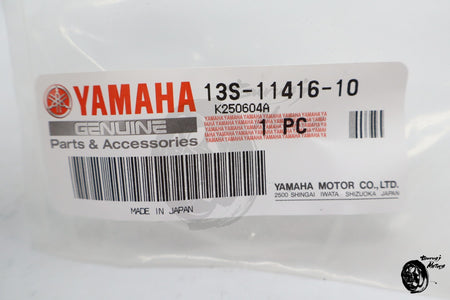 YAMAHA
GENUINE
Parts & Accessories
13S-11416-10
K250604A
1 PC
MADE IN JAPAN
YAMAHA MOTOR CO., LTD.
2500 SHINGAI IWATA SHIZUOKA JAPAN